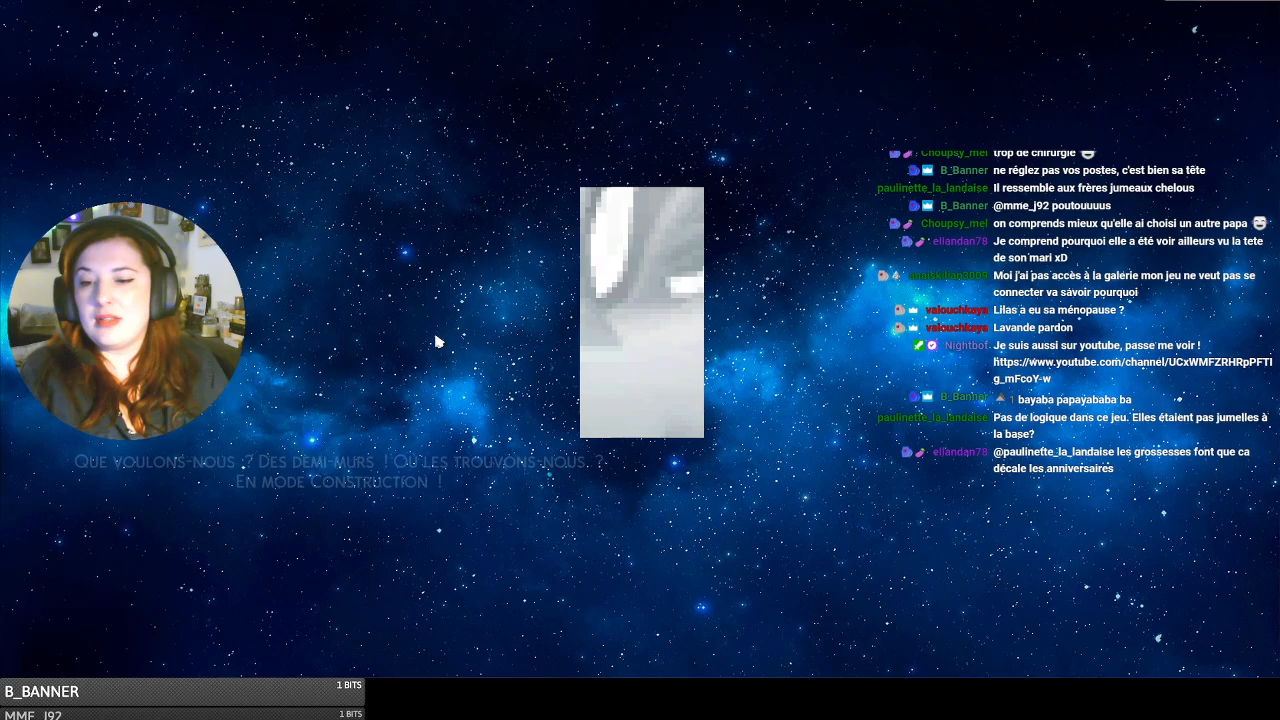 Choupsy_mel trop de chirurgie
B_Banner ne réglez pas vos postes, c'est bien sa tête
paulinette_la_landaise Il ressemble aux frères jumeaux chelous
B_Banner @mme_j92 poutouuuus
Choupsy_mel on comprends mieux qu'elle ai choisi un autre papa
ellandan78 Je comprend pourquoi elle a été voir ailleurs vu la tete
de son mari xD
Moi j'ai pas accès à la galerie mon jeu ne veut pas se
connecter va savoir pourquoi
valouchkaya Lilas a eu sa ménopause ?
valouchkaya Lavande pardon
Nightbot Je suis aussi sur youtube, passe me voir !
https://www.youtube.com/channel/UCxWMFZRHRpPFTI
g_mFcoY-w
B_Banner 1 bayaba papayababa ba
paulinette_la_landaise Pas de logique dans ce jeu. Elles étaient pas jumelles à
la base?
ellandan78 @paulinette_la_landaise les grossesses font que ca
décale les anniversaires
Que voulons-nous ? Des demi-murs ! Où les trouvons-nous ?
En mode Construction !
B_BANNER 1 BITS
MME_J92 1 BITS